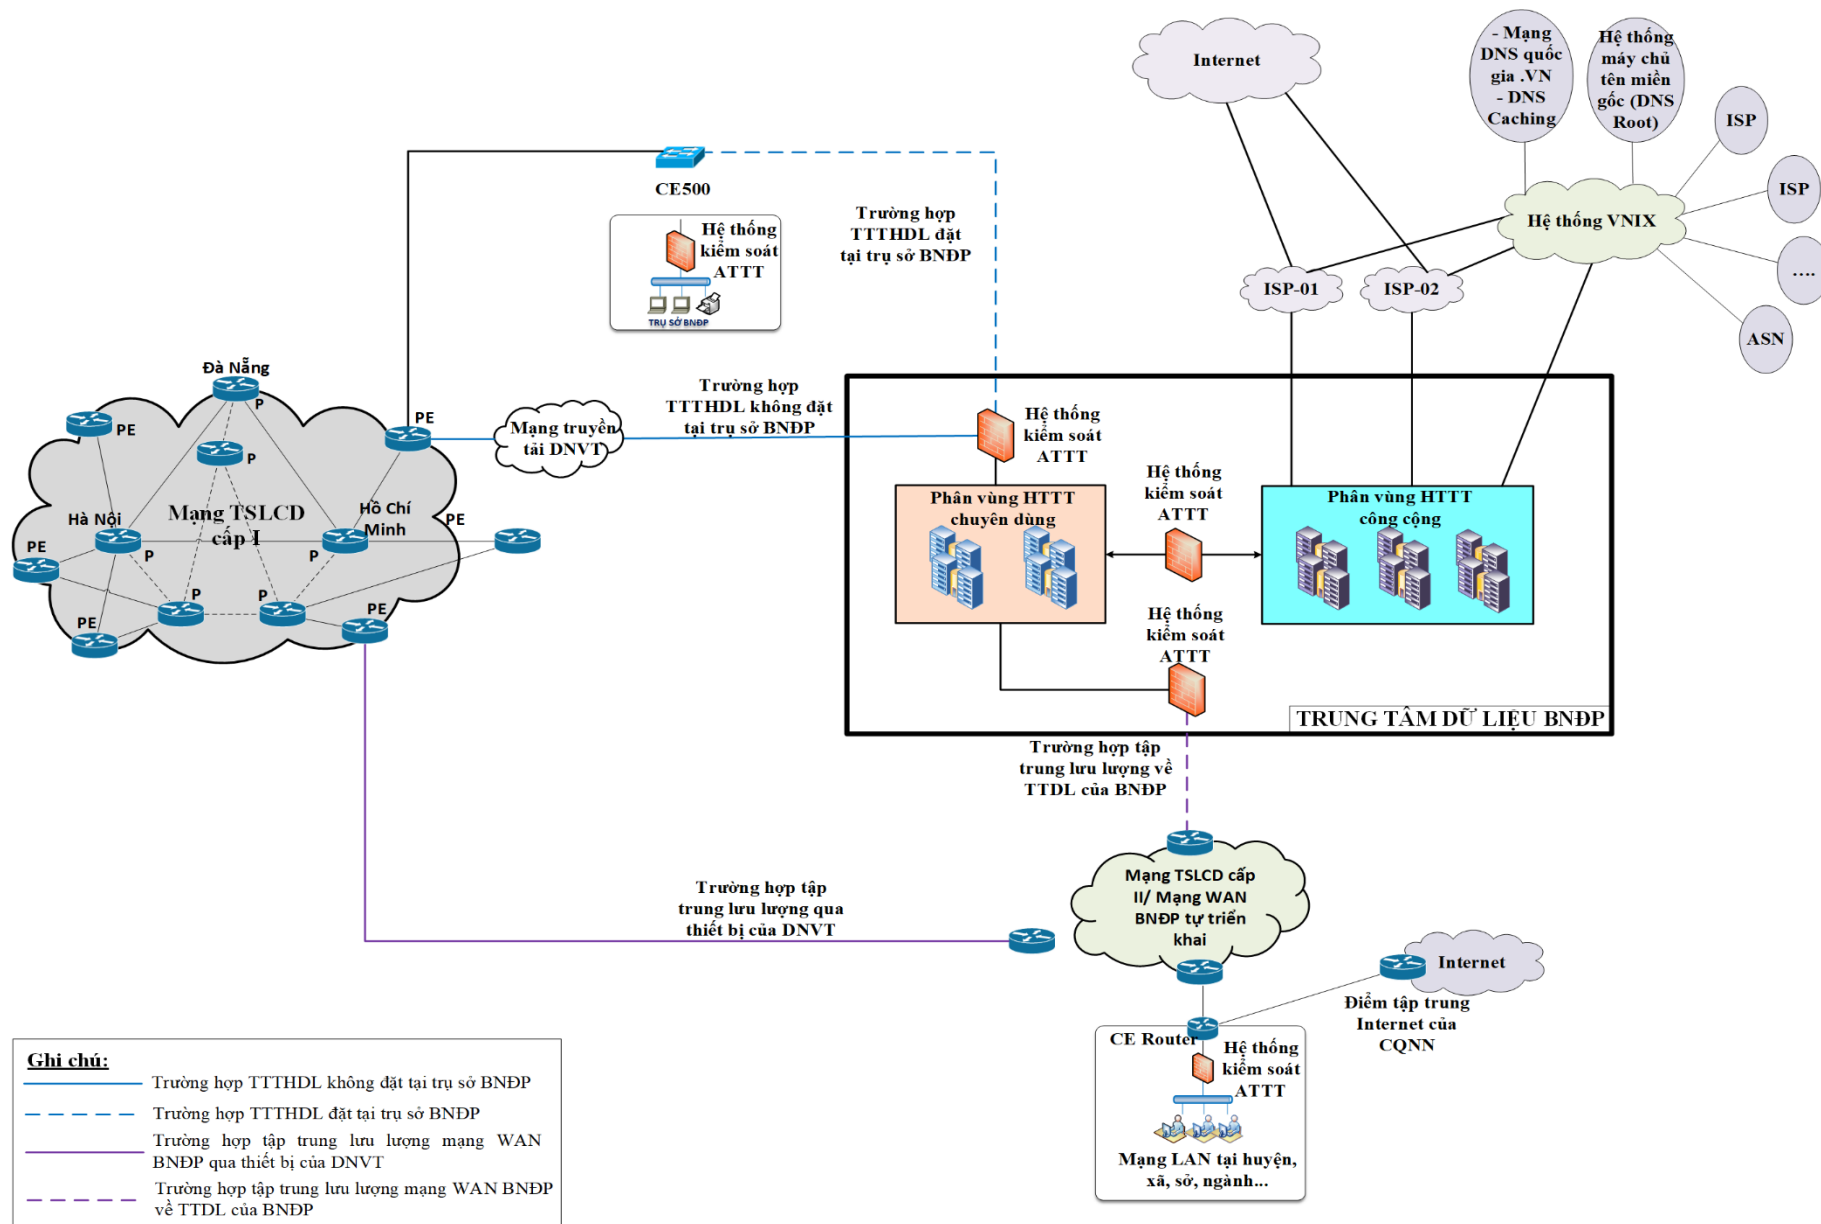 Internet
- Mạng
DNS quốc
gia .VN
- DNS
Caching
Hệ thống
máy chủ
tên miền
gốc (DNS
Root)
ISP
ISP
....
ASN
Hệ thống VNIX
ISP-01
ISP-02
CE500
Hệ thống
kiểm soát
ATTT
TRỤ SỞ BNĐP
Trường hợp
TTTHDL đặt
tại trụ sở BNĐP
Đà Nẵng
P
PE
PE
P
Mạng truyền
tải DNVT
Trường hợp
TTTHDL không đặt
tại trụ sở BNĐP
Hệ thống
kiểm soát
ATTT
Hà Nội
Mạng TSLCD
cấp I
Hồ Chí
Minh
PE
PE
P
P
P
P
PE
PE
Phân vùng HTTT
chuyên dùng
Hệ thống
kiểm soát
ATTT
Phân vùng HTTT
công cộng
Hệ thống
kiểm soát
ATTT
TRUNG TÂM DỮ LIỆU BNĐP
Trường hợp tập
trung lưu lượng về
TTDL của BNĐP
Trường hợp tập
trung lưu lượng qua
thiết bị của DNVT
Mạng TSLCD cấp
II/ Mạng WAN
BNĐP tự triển
khai
Internet
Điểm tập trung
Internet của
CQNN
CE Router
Hệ thống
kiểm soát
ATTT
Mạng LAN tại huyện,
xã, sở, ngành...
Ghi chú:
Trường hợp TTTHDL không đặt tại trụ sở BNĐP
Trường hợp TTTHDL đặt tại trụ sở BNĐP
Trường hợp tập trung lưu lượng mạng WAN
BNĐP qua thiết bị của DNVT
Trường hợp tập trung lưu lượng mạng WAN BNĐP
về TTDL của BNĐP